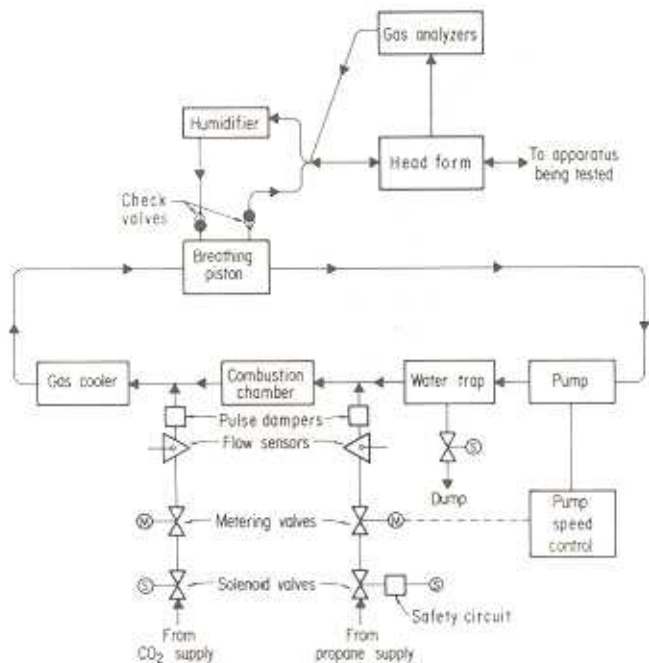 Gas analyzers
Humidifier
Head form
To apparatus
being tested
Check
valves
Breathing
piston
Gas cooler
Combustion
chamber
Water trap
Pump
Pulse dampers
Flow sensors
S
Dump
Pump
speed
control
M
Metering valves
M
S
Solenoid valves
S
Safety circuit
From
CO₂ supply
From
propane supply